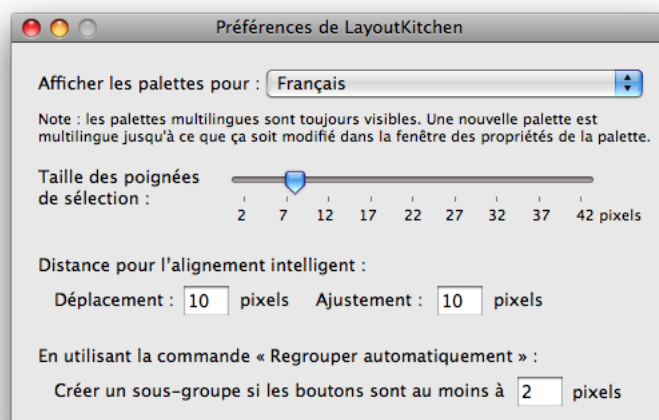 Préférences de LayoutKitchen
Afficher les palettes pour : Français
Note : les palettes multilingues sont toujours visibles. Une nouvelle palette est
multilingue jusqu'à ce que ça soit modifié dans la fenêtre des propriétés de la palette.
Taille des poignées
de sélection :
2 7 12 17 22 27 32 37 42 pixels
Distance pour l'alignement intelligent :
Déplacement : 10 pixels Ajustement : 10 pixels
En utilisant la commande « Regrouper automatiquement » :
Créer un sous-groupe si les boutons sont au moins à 2 pixels